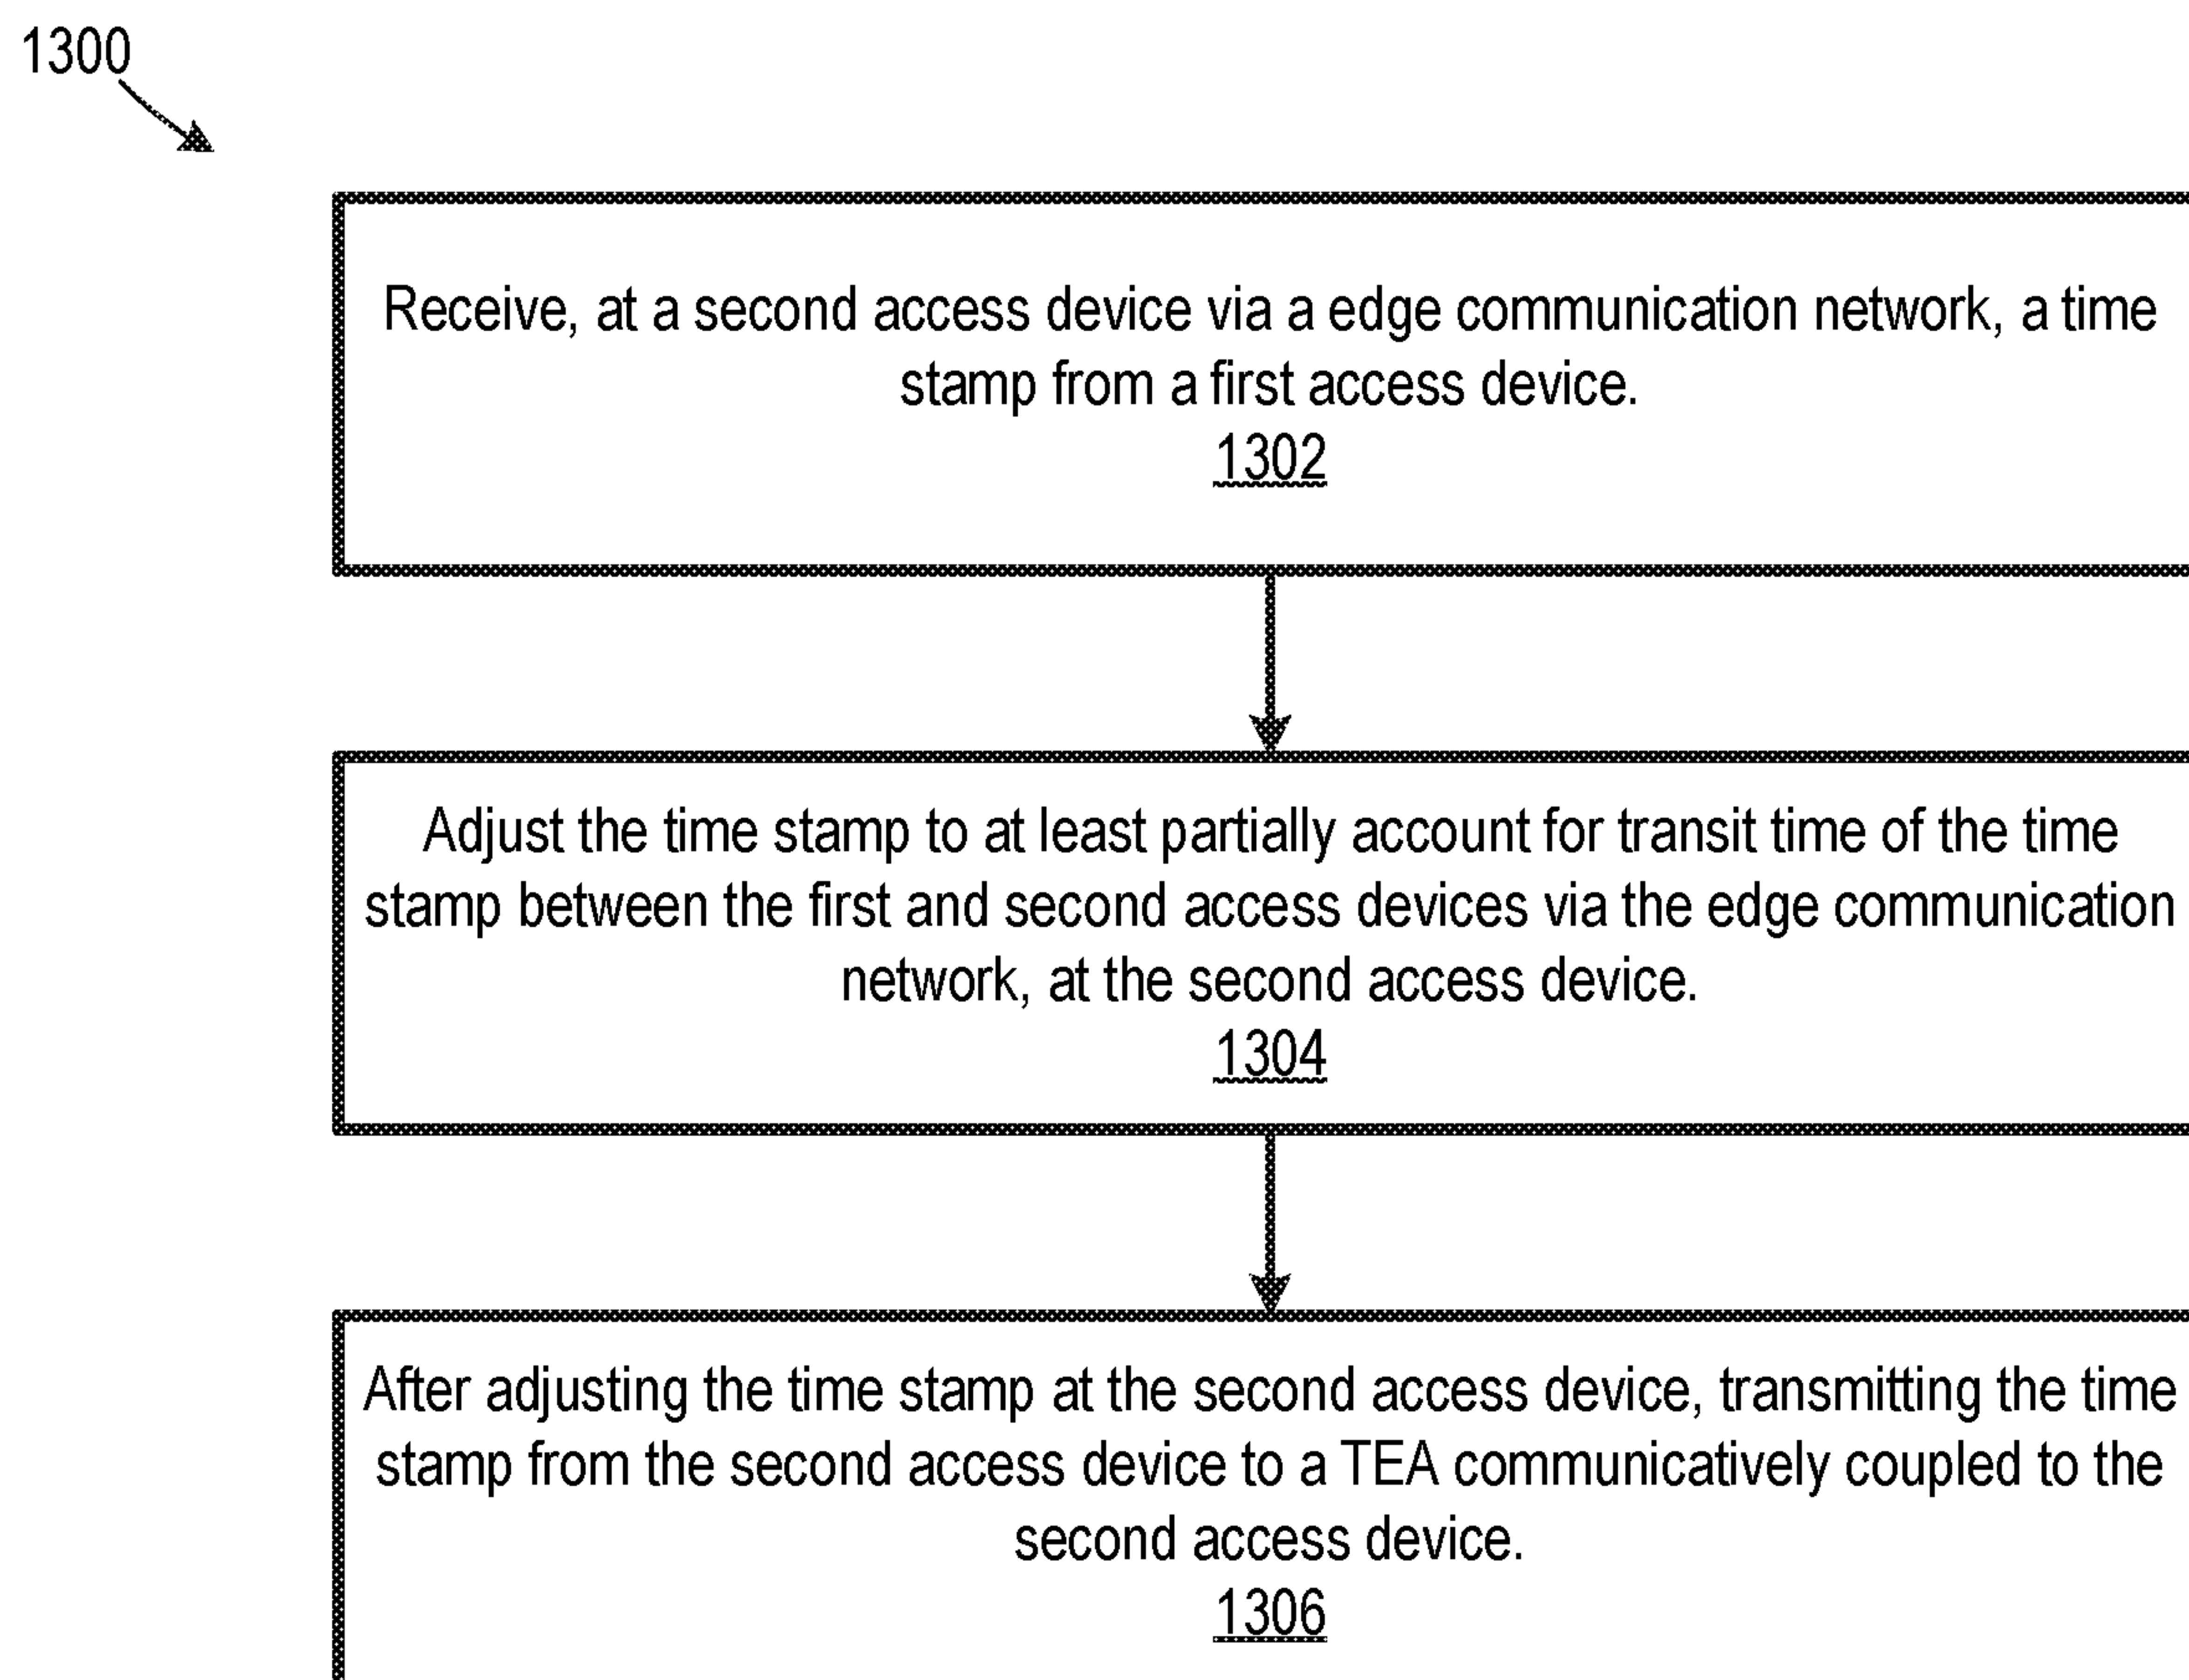 1300
Receive, at a second access device via a edge communication network, a time
stamp from a first access device.
1302
Adjust the time stamp to at least partially account for transit time of the time
stamp between the first and second access devices via the edge communication
network, at the second access device.
1304
After adjusting the time stamp at the second access device, transmitting the time
stamp from the second access device to a TEA communicatively coupled to the
second access device.
1306